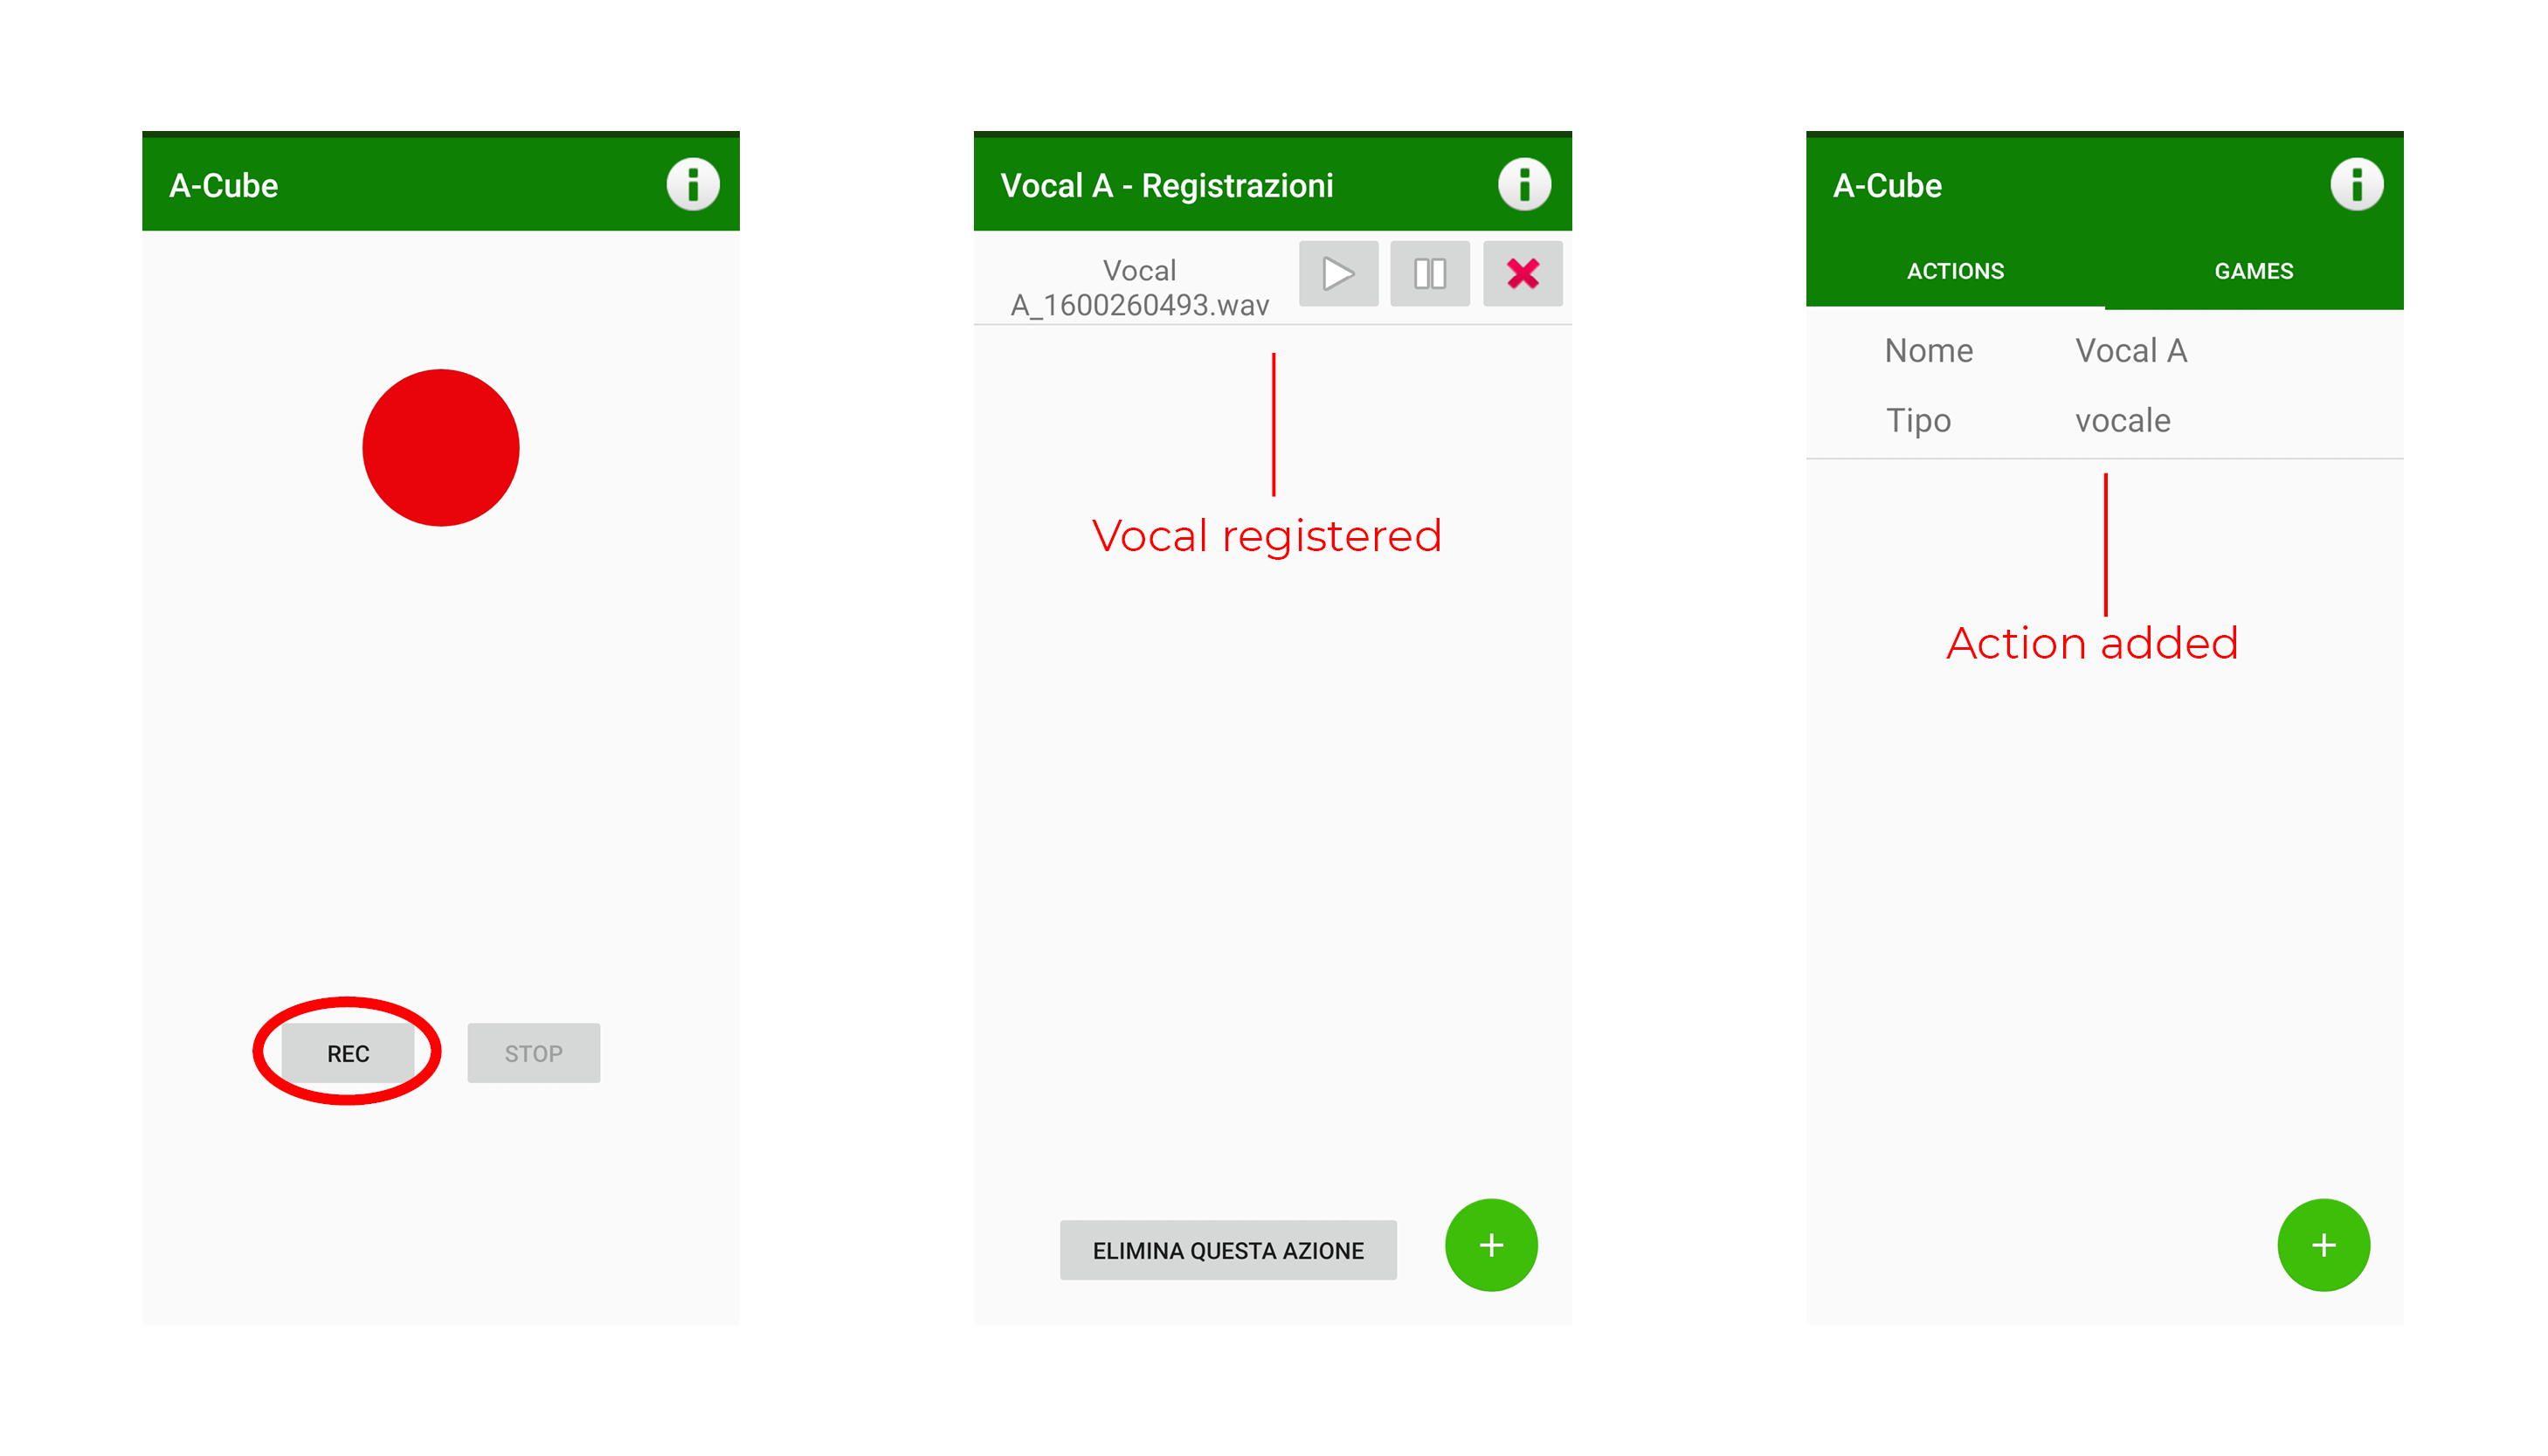 A-Cube
REC
STOP
Vocal A - Registrazioni
Vocal
A_1600260493.wav
Vocal registered
ELIMINA QUESTA AZIONE
+
A-Cube
ACTIONS
GAMES
Nome
Vocal A
Tipo
vocale
Action added
+